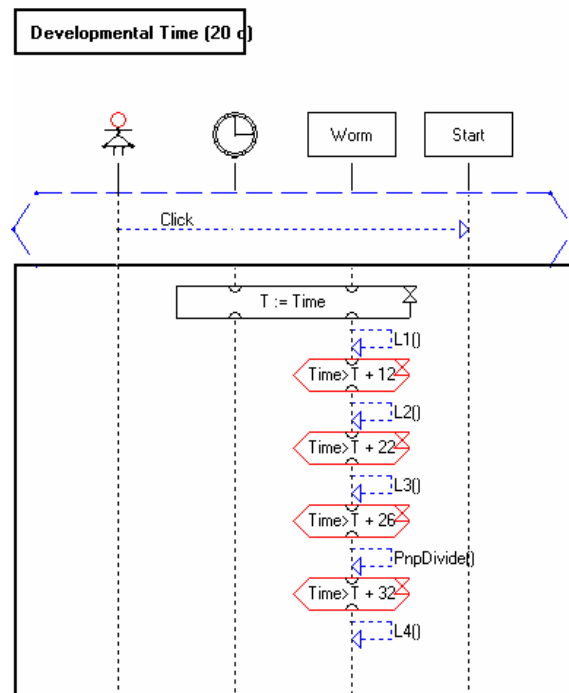 Developmental Time (20 c)
Worm
Start
Click
T := Time
L1()
Time>T + 12
L2()
Time>T + 22
L3()
Time>T + 26
PnpDivide()
Time>T + 32
L4()